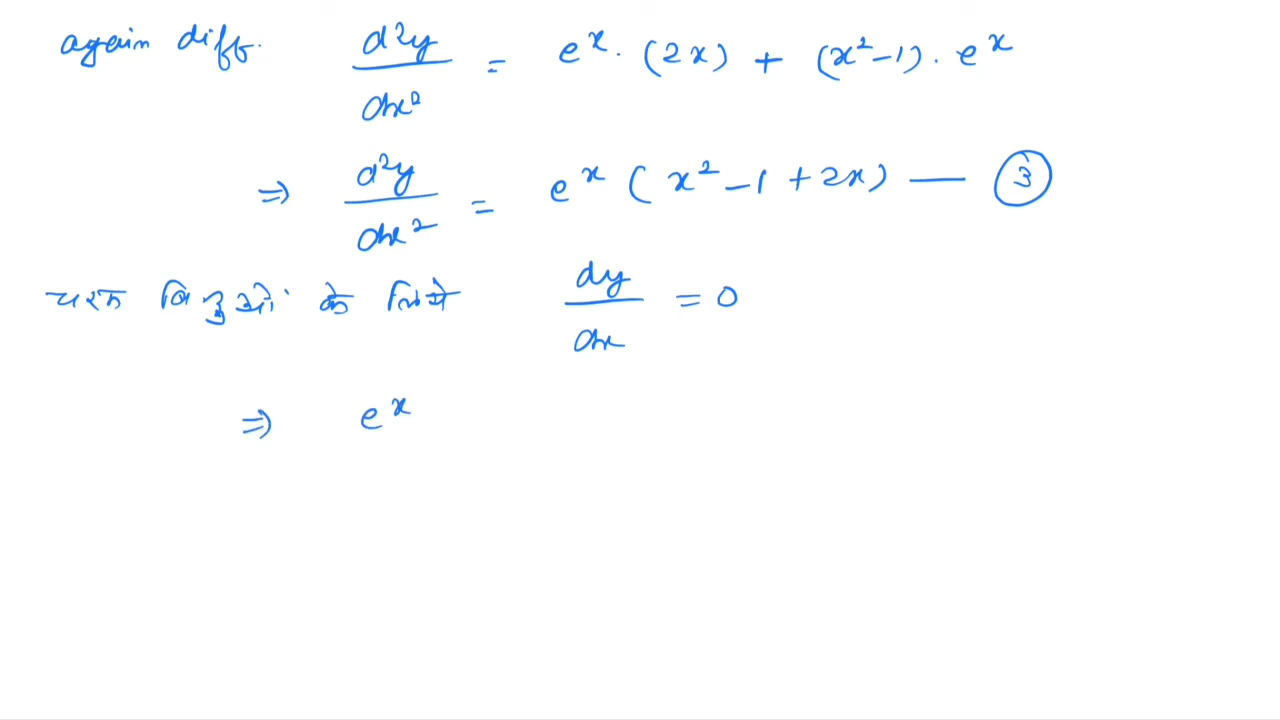 again diff. d²y/dx² = eˣ · (2x) + (x²-1) · eˣ
⇒ d²y/dx² = eˣ (x² - 1 + 2x) — ③
चरम बिन्दुओं के लिये dy/dx = 0
⇒ eˣ